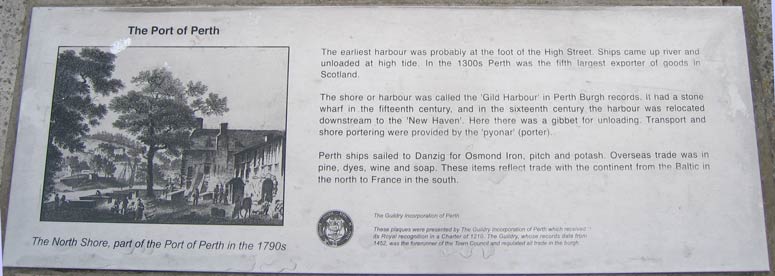 The Port of Perth
The earliest harbour was probably at the foot of the High Street. Ships came up river and
unloaded at high tide. In the 1300s Perth was the fifth largest exporter of goods in
Scotland.
The shore or harbour was called the 'Gild Harbour' in Perth Burgh records. It had a stone
wharf in the fifteenth century, and in the sixteenth century the harbour was relocated
downstream to the 'New Haven'. Here there was a gibbet for unloading. Transport and
shore portering were provided by the 'pyonar' (porter).
Perth ships sailed to Danzig for Osmond Iron, pitch and potash. Overseas trade was in
pine, dyes, wine and soap. These items reflect trade with the continent from the Baltic in
the north to France in the south.
The North Shore, part of the Port of Perth in the 1790s
The Guildry Incorporation of Perth
These plaques were presented by The Guildry Incorporation of Perth which received
its Royal recognition in a Charter of 1210. The Guildry, whose records date from
1452, was the forerunner of the Town Council and regulated all trade in the burgh.